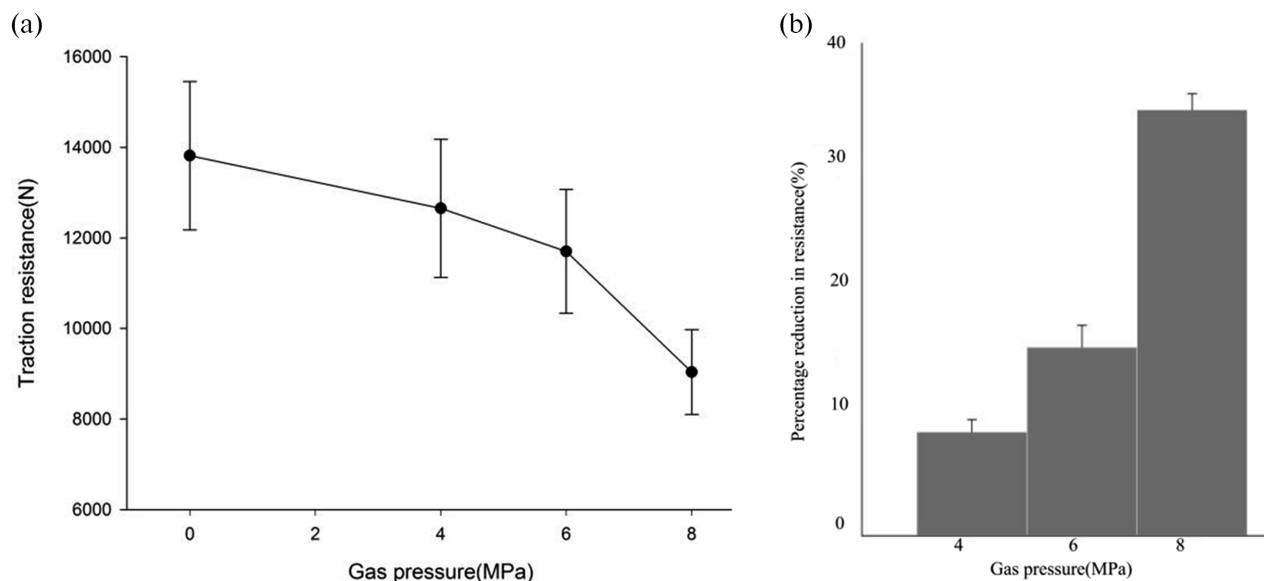 (a)
16000
14000
12000
10000
8000
6000
Traction resistance(N)
0 2 4 6 8
Gas pressure(MPa)
(b)
40
30
20
10
0
Percentage reduction in resistance(%)
4 6 8
Gas pressure(MPa)